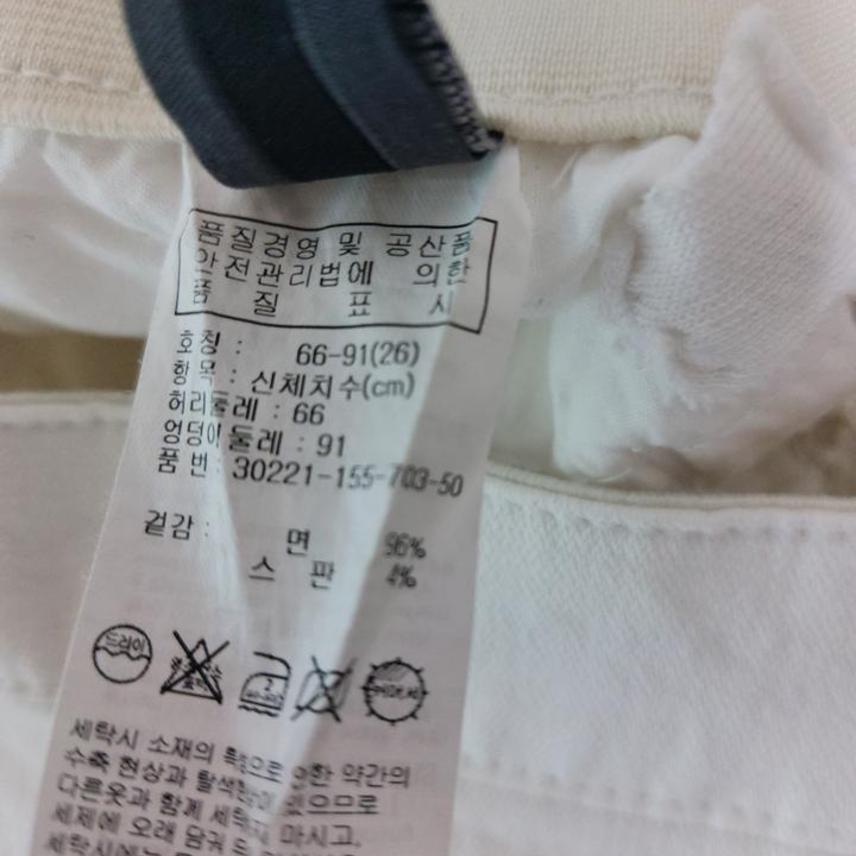 품질경영 및 공산품
안전관리법에 의한
품 질 표 시
호칭 : 66-91(26)
항목 : 신체치수(cm)
허리둘레 : 66
엉덩이둘레 : 91
품 번 : 30221-155-703-50
겉감 : 면 96%
스 판 4%
드라이
세탁시 소재의 특성으로 인한 약간의
수축 현상과 탈색현상이 있으므로
다른옷과 함께 세탁하지 마시고,
세제에 오래 담궈 두
세탁시에는